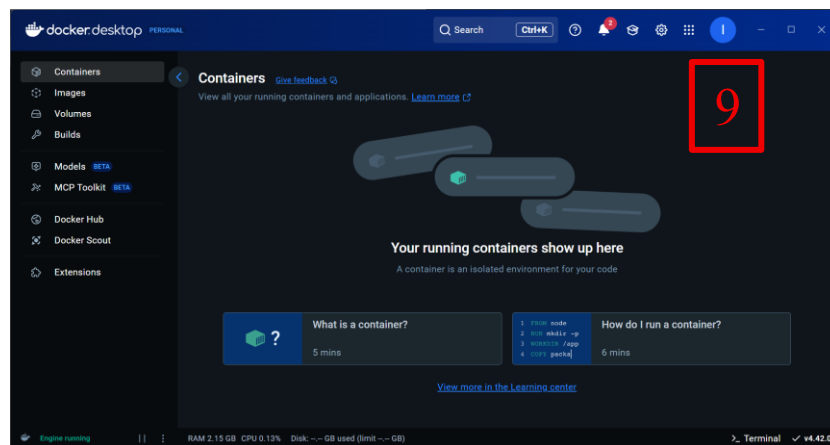 docker.desktop PERSONAL
Search Ctrl+K
2
I
Containers
Images
Volumes
Builds
Models BETA
MCP Toolkit BETA
Docker Hub
Docker Scout
Extensions
Containers Give feedback
View all your running containers and applications. Learn more
9
Your running containers show up here
A container is an isolated environment for your code
?
What is a container?
5 mins
1 FROM node
2 RUN mkdir -p
3 WORKDIR /app
4 COPY packa
How do I run a container?
6 mins
View more in the Learning center
Engine running
RAM 2.15 GB CPU 0.13% Disk: --.-- GB used (limit --.-- GB)
Terminal
v4.42.0